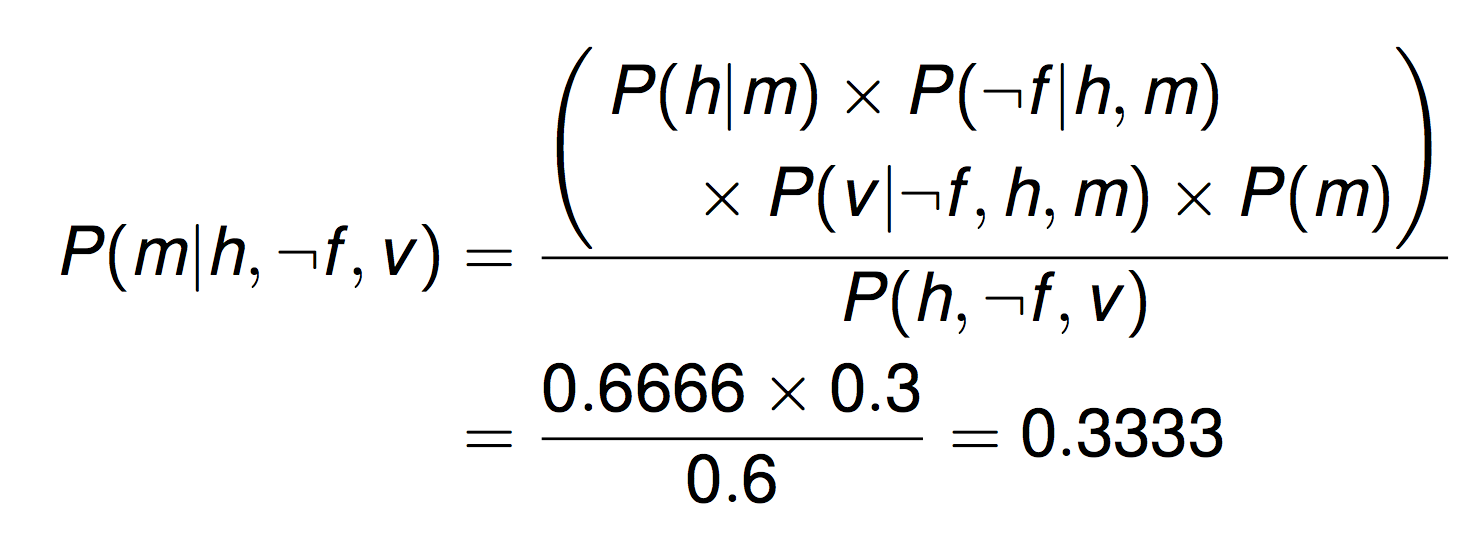 P(h|m) × P(¬f|h, m)
× P(v|¬f, h, m) × P(m)
P(m|h, ¬f, v) =
P(h, ¬f, v)
0.6666 × 0.3
= = 0.3333
0.6